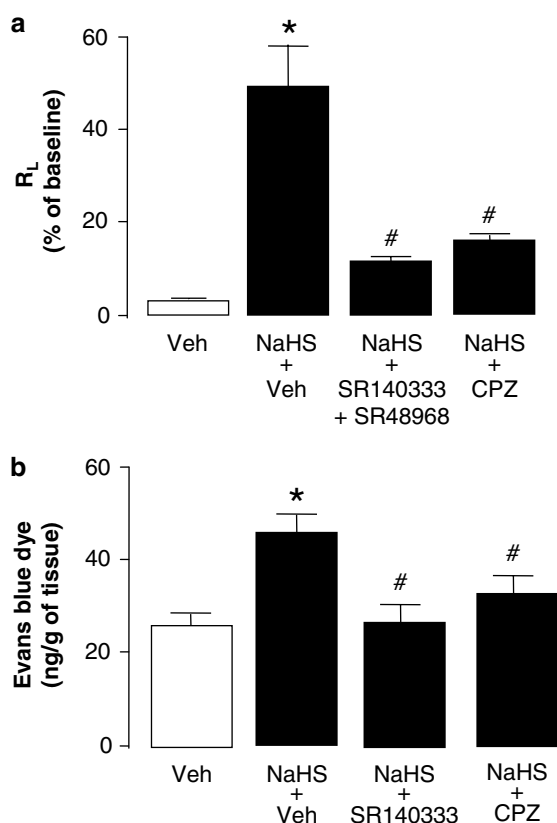 a
R_L
(% of baseline)
60
40
20
0
*
#
#
Veh
NaHS
+
Veh
NaHS
+
SR140333
+ SR48968
NaHS
+
CPZ
b
Evans blue dye
(ng/g of tissue)
60
40
20
0
*
#
#
Veh
NaHS
+
Veh
NaHS
+
SR140333
NaHS
+
CPZ